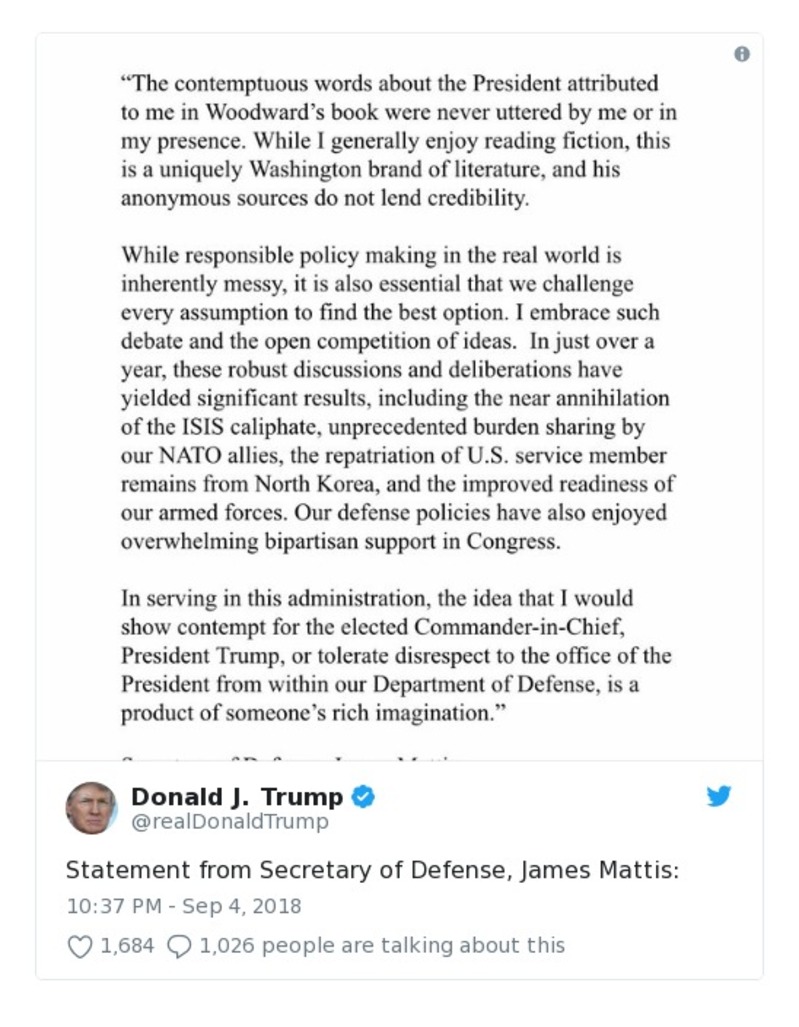 “The contemptuous words about the President attributed
to me in Woodward’s book were never uttered by me or in
my presence. While I generally enjoy reading fiction, this
is a uniquely Washington brand of literature, and his
anonymous sources do not lend credibility.
While responsible policy making in the real world is
inherently messy, it is also essential that we challenge
every assumption to find the best option. I embrace such
debate and the open competition of ideas.  In just over a
year, these robust discussions and deliberations have
yielded significant results, including the near annihilation
of the ISIS caliphate, unprecedented burden sharing by
our NATO allies, the repatriation of U.S. service member
remains from North Korea, and the improved readiness of
our armed forces. Our defense policies have also enjoyed
overwhelming bipartisan support in Congress.
In serving in this administration, the idea that I would
show contempt for the elected Commander-in-Chief,
President Trump, or tolerate disrespect to the office of the
President from within our Department of Defense, is a
product of someone’s rich imagination.”
Donald J. Trump
@realDonaldTrump
Statement from Secretary of Defense, James Mattis:
10:37 PM - Sep 4, 2018
1,684 1,026 people are talking about this